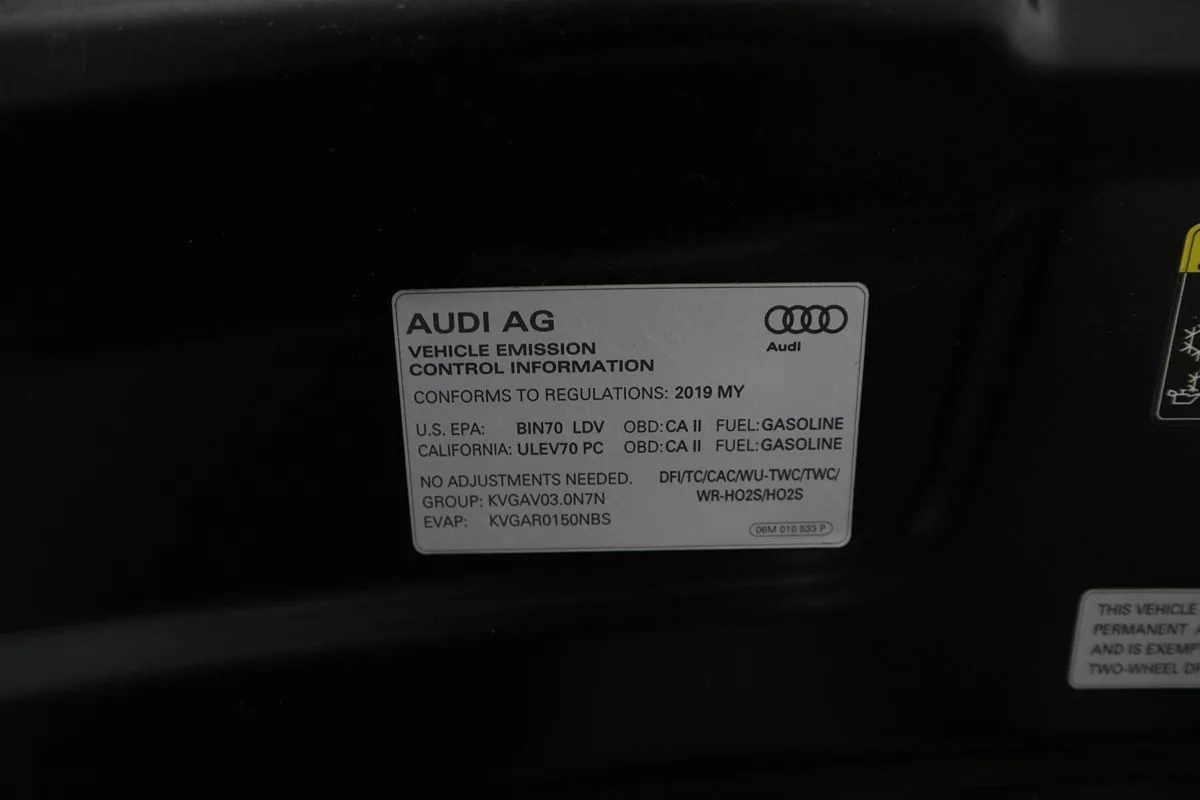 AUDI AG
Audi
VEHICLE EMISSION
CONTROL INFORMATION
CONFORMS TO REGULATIONS: 2019 MY
U.S. EPA: BIN70 LDV OBD: CA II FUEL: GASOLINE
CALIFORNIA: ULEV70 PC OBD: CA II FUEL: GASOLINE
NO ADJUSTMENTS NEEDED.
GROUP: KVGAV03.0N7N
EVAP: KVGAR0150NBS
DFI/TC/CAC/WU-TWC/TWC/
WR-HO2S/HO2S
06M 010 533 P
THIS VEHICLE
PERMANENT
AND IS
TWO-WHEEL